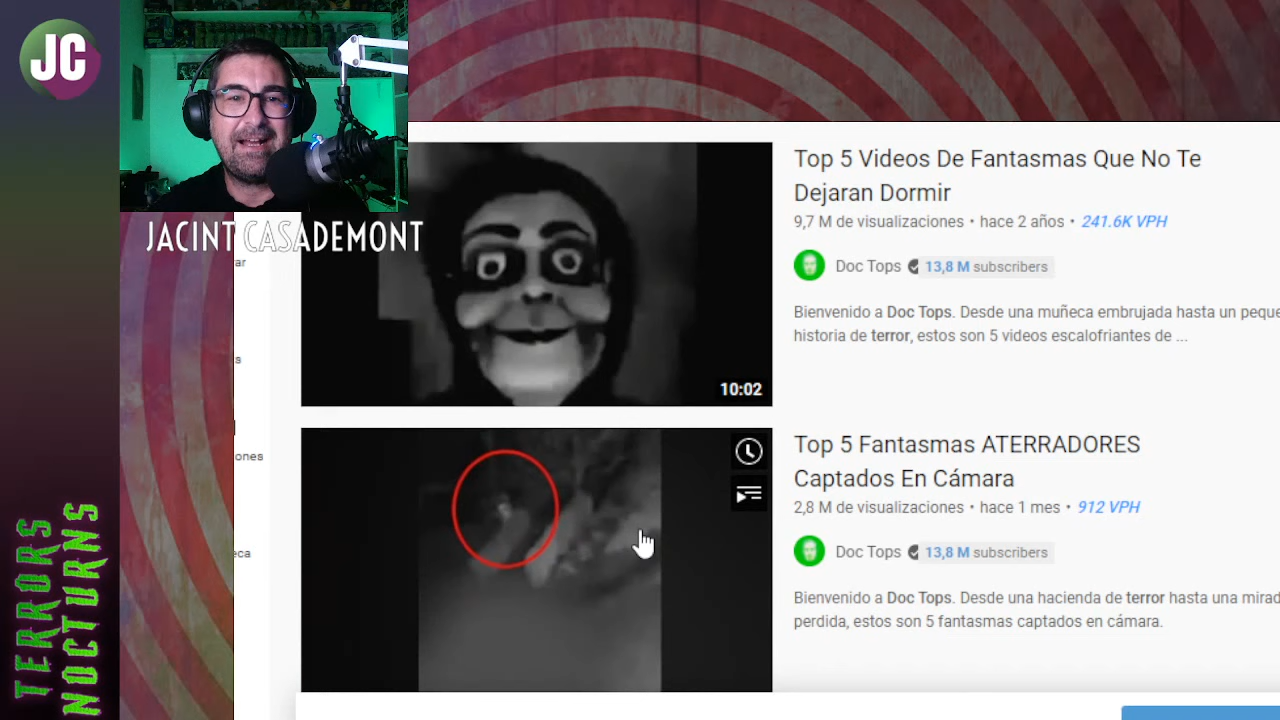 JC
JACINT CASADEMONT
TERRORS
NOCTURNS
ar
s
ones
eca
10:02
Top 5 Videos De Fantasmas Que No Te
Dejaran Dormir
9,7 M de visualizaciones • hace 2 años • 241.6K VPH
Doc Tops 13,8 M subscribers
Bienvenido a Doc Tops. Desde una muñeca embrujada hasta un peque
historia de terror, estos son 5 videos escalofriantes de ...
Top 5 Fantasmas ATERRADORES
Captados En Cámara
2,8 M de visualizaciones • hace 1 mes • 912 VPH
Doc Tops 13,8 M subscribers
Bienvenido a Doc Tops. Desde una hacienda de terror hasta una mirad
perdida, estos son 5 fantasmas captados en cámara.